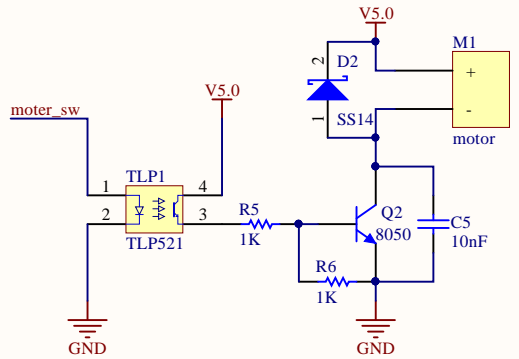 V5.0
M1
2
D2
+
V5.0
-
1
SS14
moter_sw
motor
TLP1
1
4
R5
Q2
C5
2
3
8050
10nF
TLP521
1K
R6
1K
GND
GND